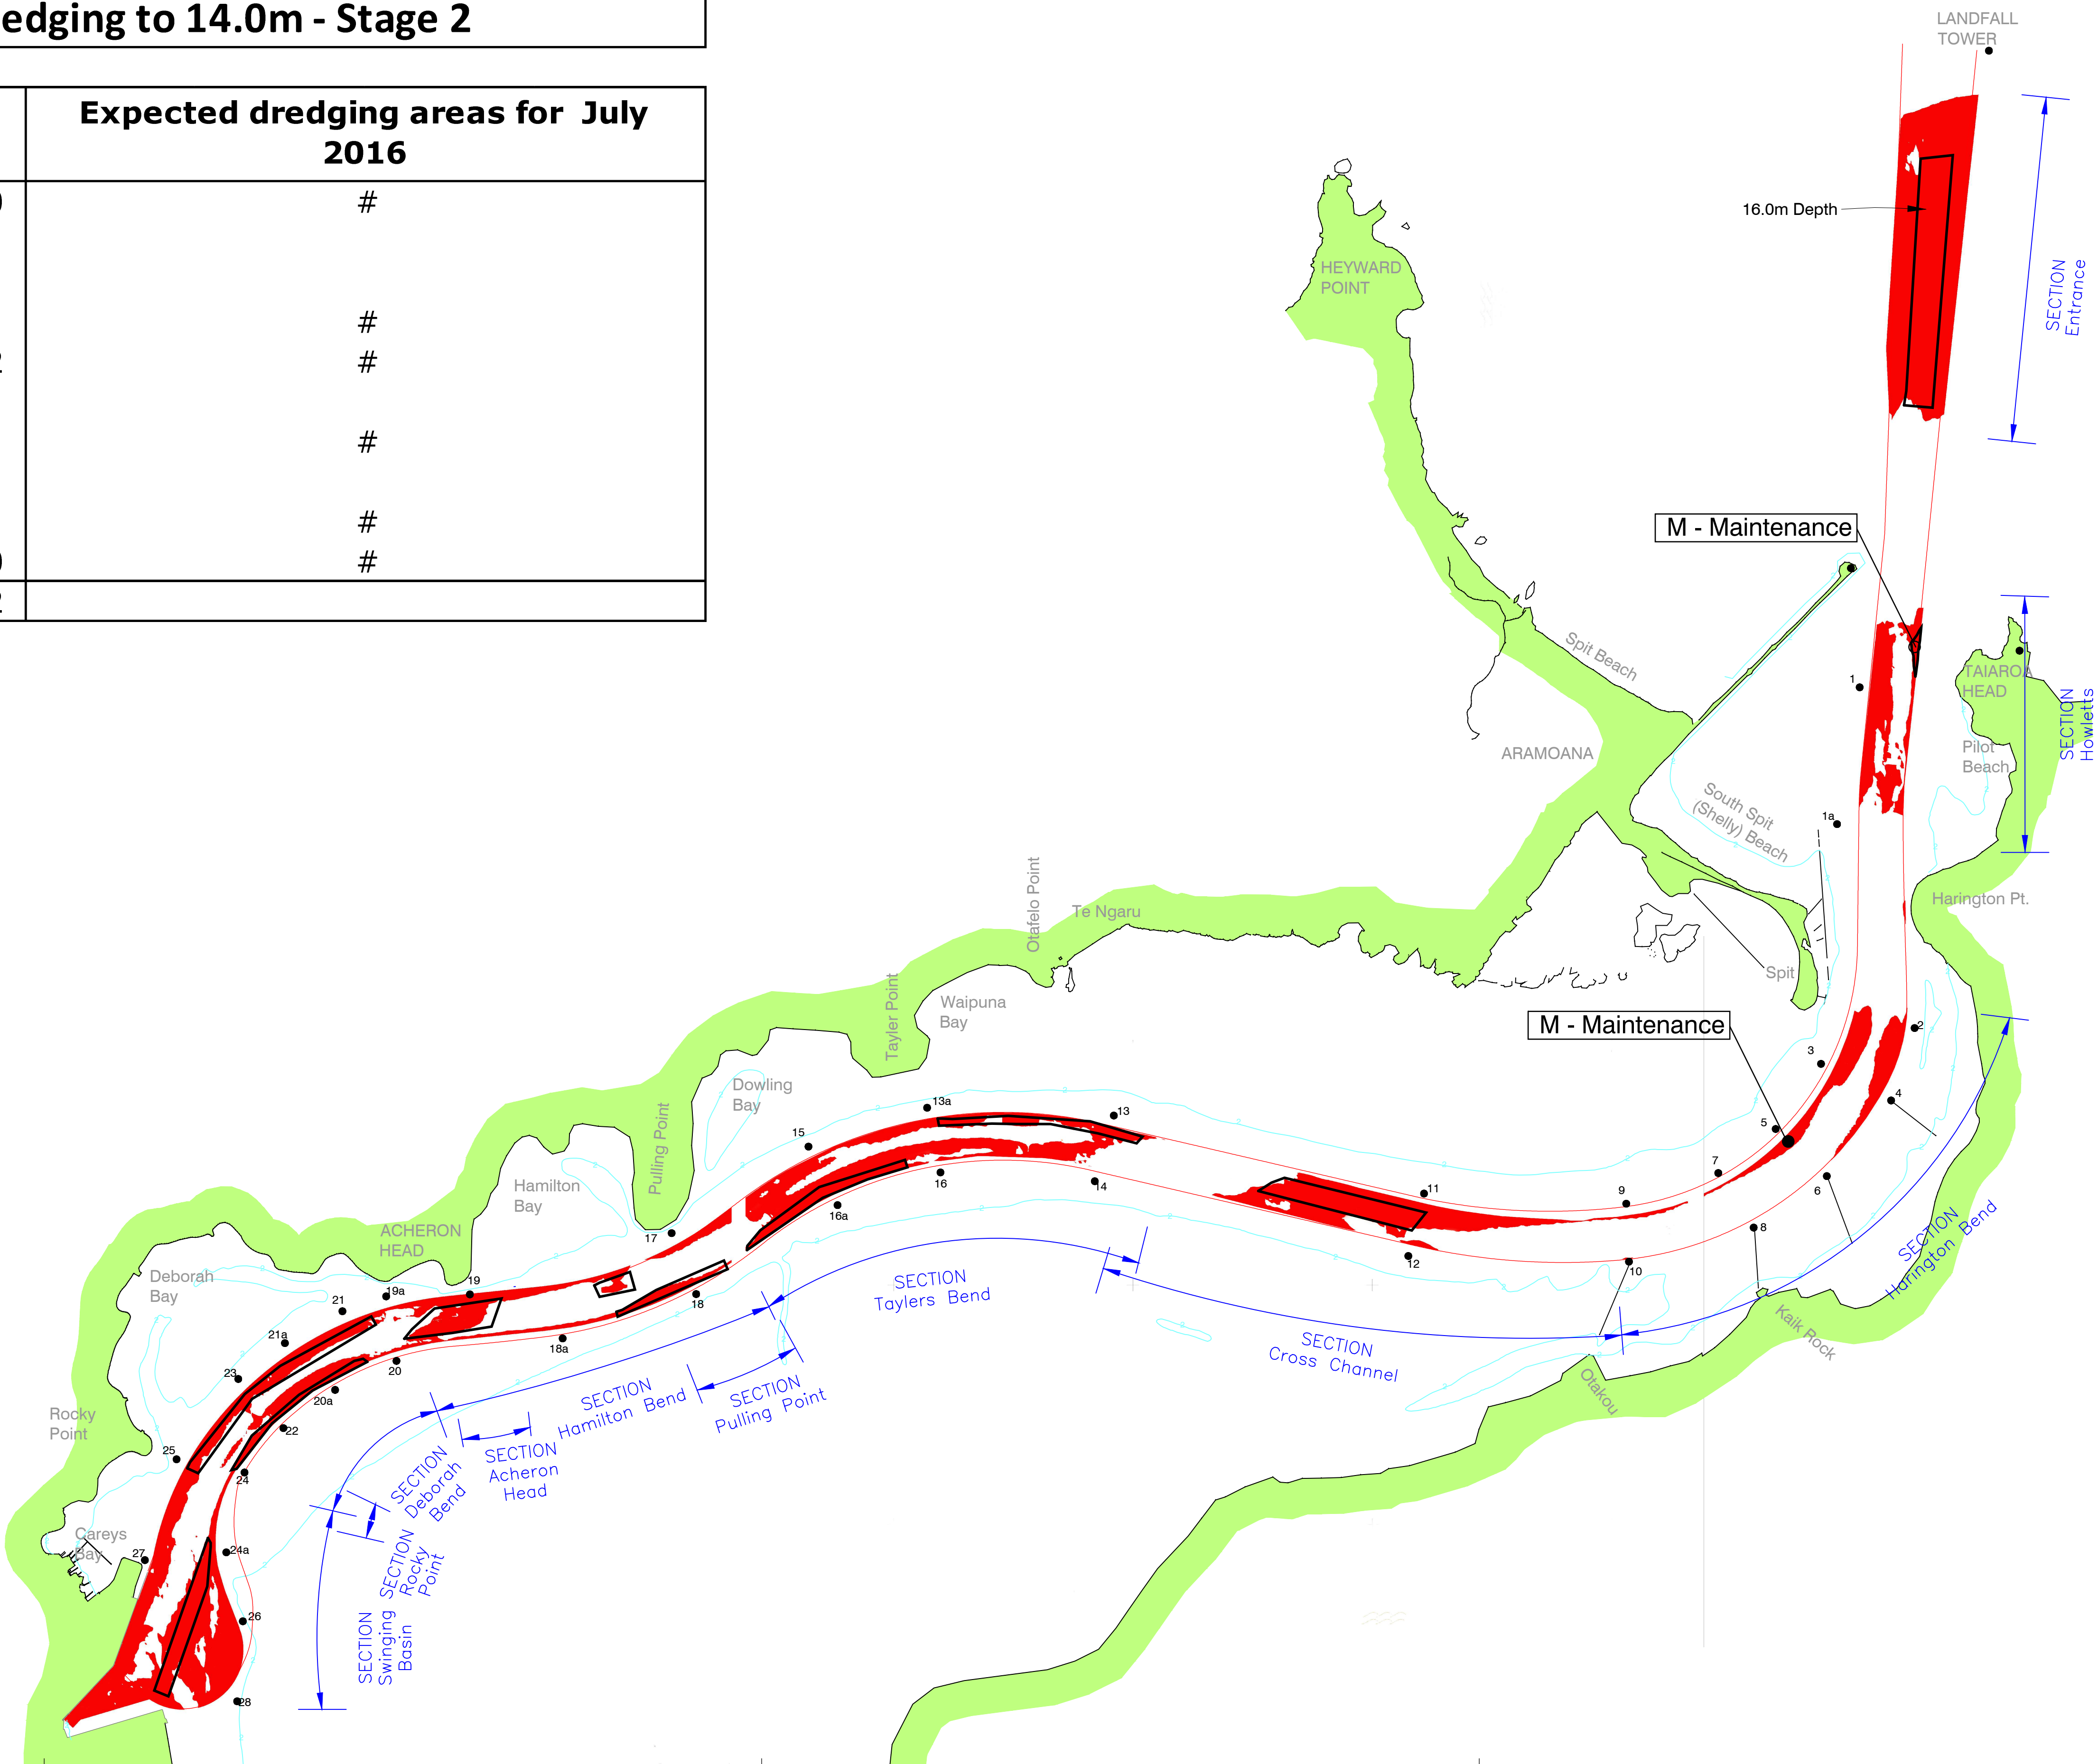 edging to 14.0m - Stage 2
Expected dredging areas for July
2016
#
#
#
#
#
#
LANDFALL
TOWER
16.0m Depth
SECTION
Entrance
HEYWARD
POINT
M - Maintenance
Spit Beach
TAIAROA
HEAD
SECTION
Howletts
1
ARAMOANA
Pilot
Beach
South Spit
(Shelly) Beach
1a
Harington Pt.
Otafelo Point
Te Ngaru
Spit
Tayler Point
Waipuna
Bay
M - Maintenance
2
3
4
5
6
7
8
9
10
11
12
13
13a
14
15
16
16a
17
18
18a
19
19a
20
20a
21
21a
22
23
24
24a
25
26
27
28
Dowling
Bay
Pulling Point
Hamilton
Bay
ACHERON
HEAD
Deborah
Bay
Rocky
Point
Careys
Bay
SECTION
Harington Bend
Kaik Rock
Otakou
SECTION
Taylers Bend
SECTION
Cross Channel
SECTION
Pulling Point
SECTION
Hamilton Bend
SECTION
Acheron
Head
SECTION
Deborah
Bend
SECTION
Rocky
Point
SECTION
Swinging
Basin